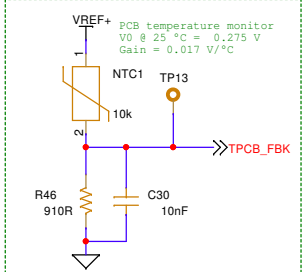 VREF+
PCB temperature monitor
V0 @ 25 °C = 0.275 V
Gain = 0.017 V/°C
1
NTC1
TP13
10k
2
TPCB_FBK
R46
C30
910R
10nF